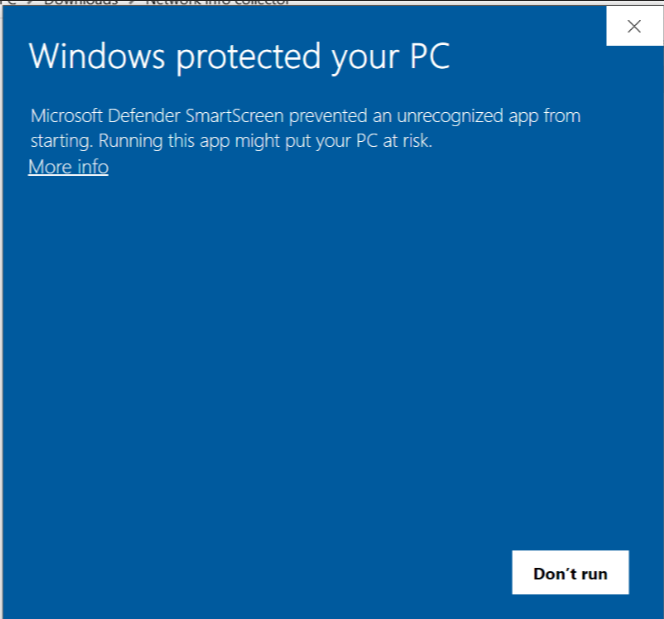 Downloads > Network info collector
Windows protected your PC
Microsoft Defender SmartScreen prevented an unrecognized app from
starting. Running this app might put your PC at risk.
More info
Don't run